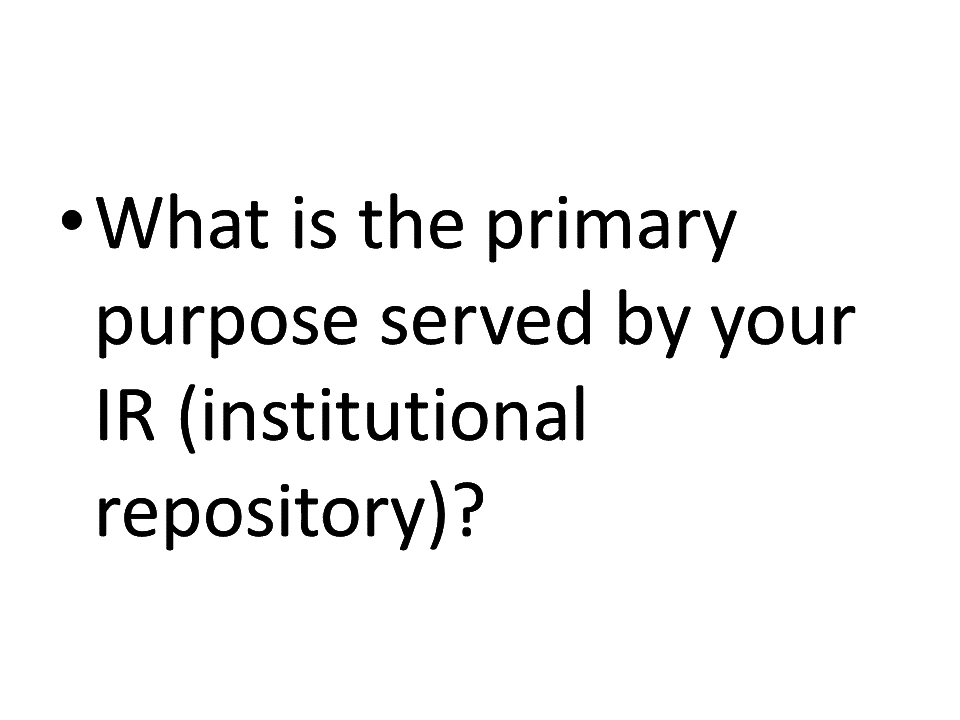 • What is the primary
purpose served by your
IR (institutional
repository)?